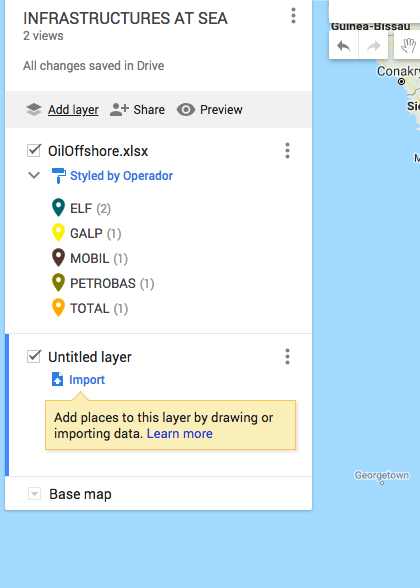 INFRASTRUCTURES AT SEA
2 views
All changes saved in Drive
Add layer
Share
Preview
OilOffshore.xlsx
Styled by Operador
ELF (2)
GALP (1)
MOBIL (1)
PETROBAS (1)
TOTAL (1)
Untitled layer
Import
Add places to this layer by drawing or
importing data. Learn more
Base map
Guinea-Bissau
Conakry
Si
M
Georgetown